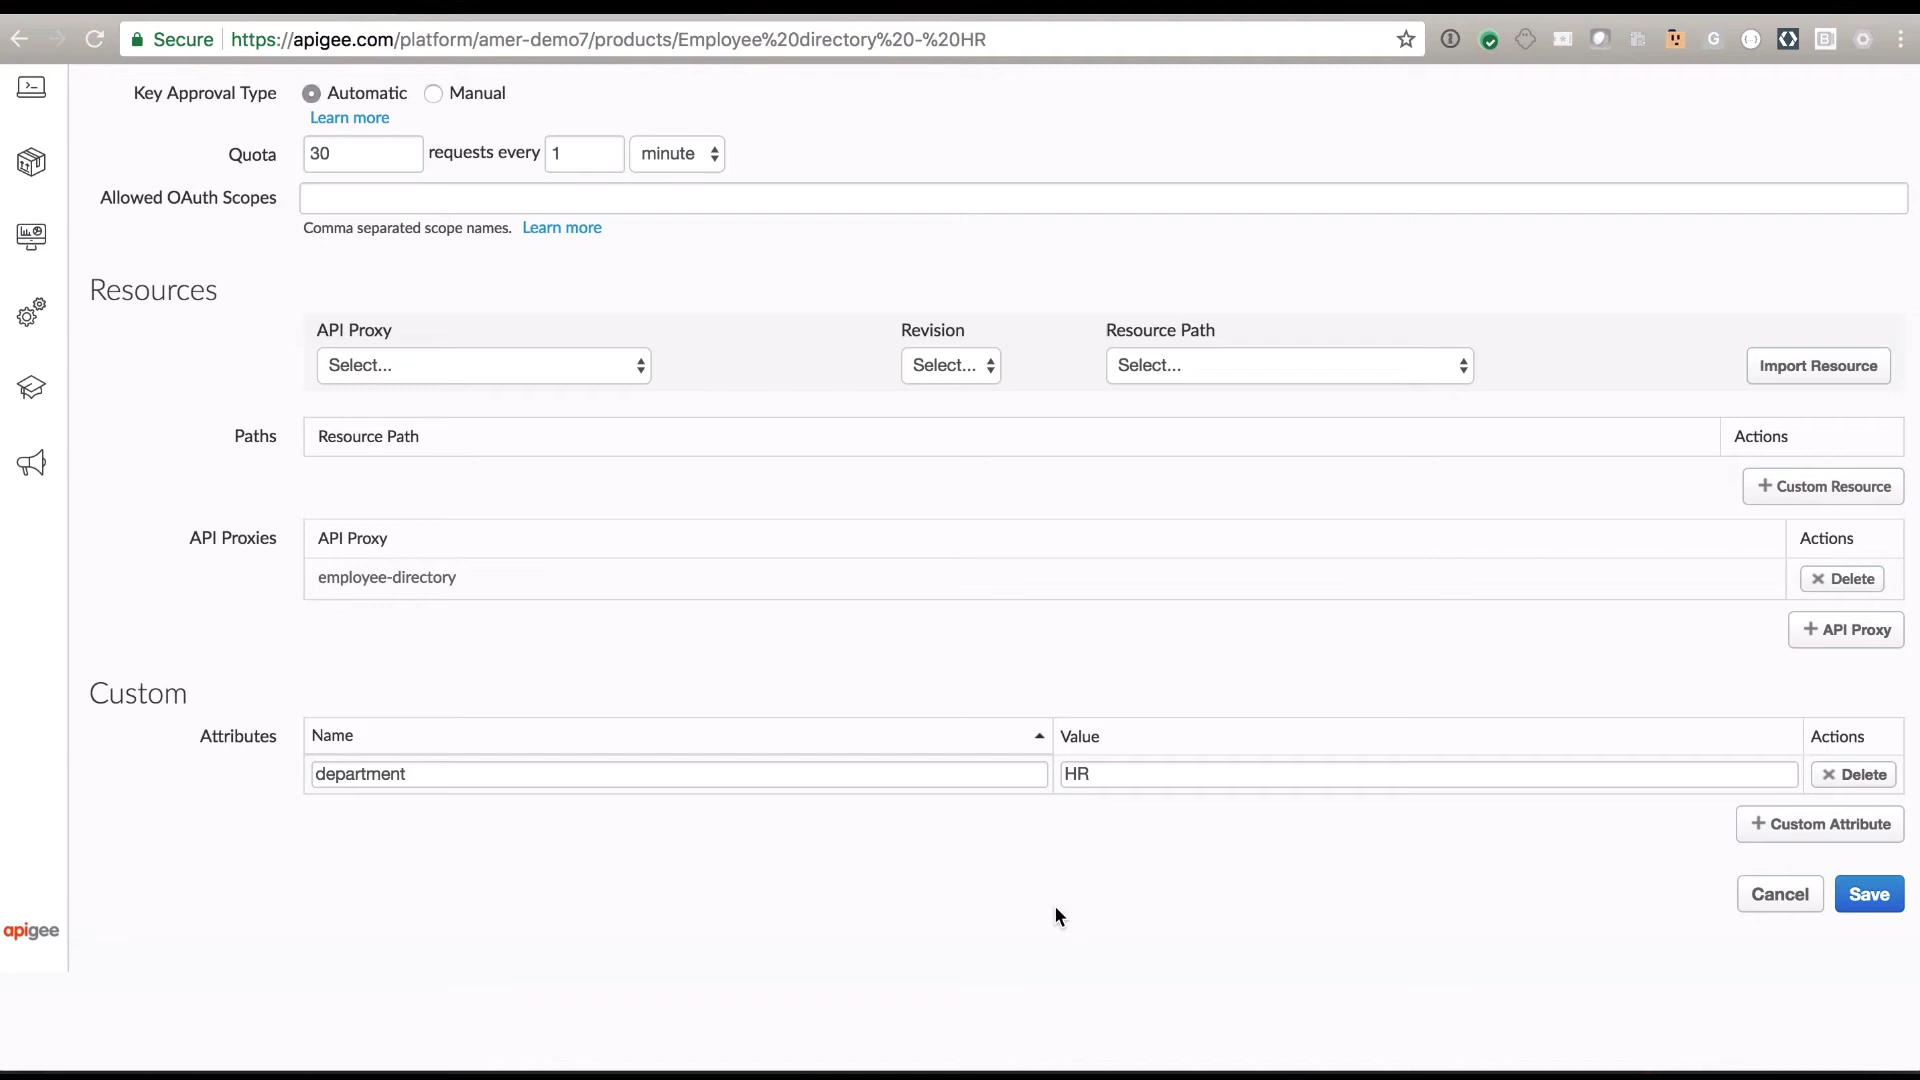 Secure https://apigee.com/platform/amer-demo7/products/Employee%20directory%20-%20HR
Key Approval Type Automatic Manual
Learn more
Quota 30 requests every 1 minute
Allowed OAuth Scopes
Comma separated scope names. Learn more
Resources
API Proxy Revision Resource Path
Select... Select... Select... Import Resource
Paths Resource Path Actions
+ Custom Resource
API Proxies API Proxy Actions
employee-directory × Delete
+ API Proxy
Custom
Attributes Name Value Actions
department HR × Delete
+ Custom Attribute
Cancel Save
apigee